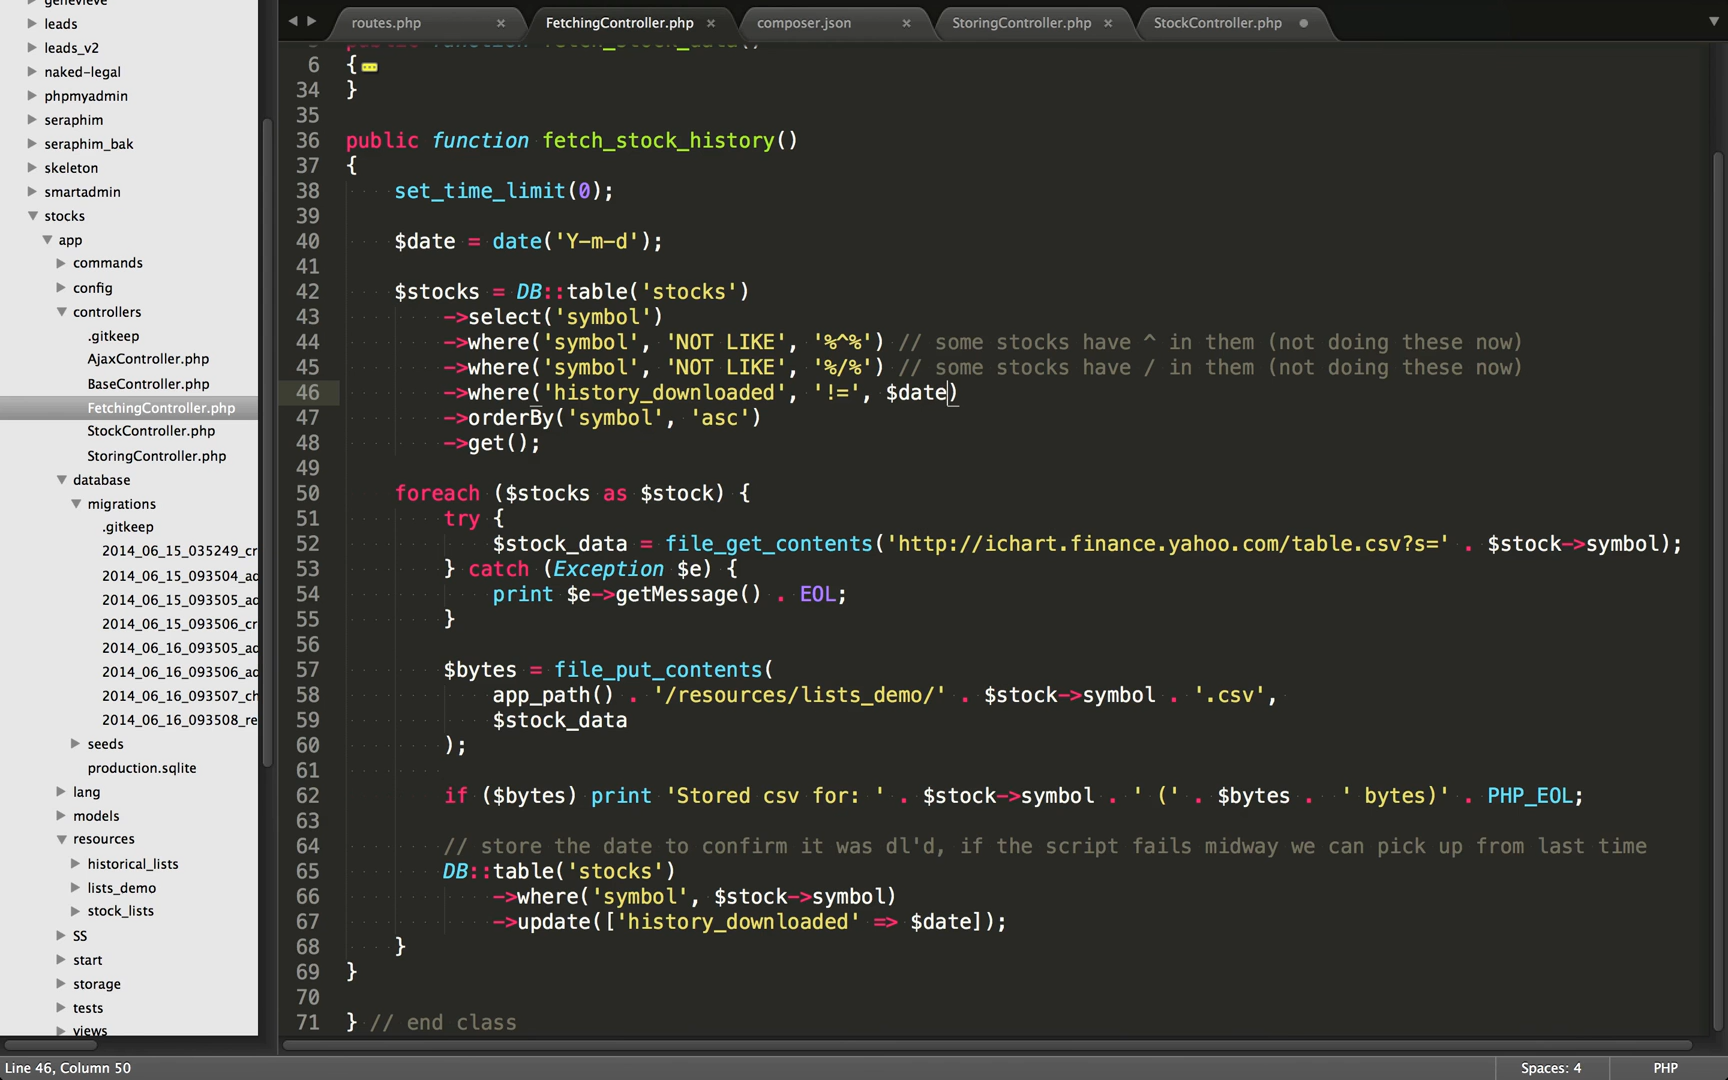 genevieve
leads
leads_v2
naked-legal
phpmyadmin
seraphim
seraphim_bak
skeleton
smartadmin
stocks
app
commands
config
controllers
.gitkeep
AjaxController.php
BaseController.php
FetchingController.php
StockController.php
StoringController.php
database
migrations
.gitkeep
2014_06_15_035249_cr
2014_06_15_093504_ad
2014_06_15_093505_ad
2014_06_15_093506_cr
2014_06_16_093505_ad
2014_06_16_093506_ad
2014_06_16_093507_ch
2014_06_16_093508_re
seeds
production.sqlite
lang
models
resources
historical_lists
lists_demo
stock_lists
SS
start
storage
tests
views
routes.php × FetchingController.php × composer.json × StoringController.php × StockController.php
5 public function fetch_stock_data()
6 {
34 }
35
36 public function fetch_stock_history()
37 {
38 set_time_limit(0);
39
40 $date = date('Y-m-d');
41
42 $stocks = DB::table('stocks')
43 ->select('symbol')
44 ->where('symbol', 'NOT LIKE', '%^%') // some stocks have ^ in them (not doing these now)
45 ->where('symbol', 'NOT LIKE', '%/%') // some stocks have / in them (not doing these now)
46 ->where('history_downloaded', '!=', $date)
47 ->orderBy('symbol', 'asc')
48 ->get();
49
50 foreach ($stocks as $stock) {
51 try {
52 $stock_data = file_get_contents('http://ichart.finance.yahoo.com/table.csv?s=' . $stock->symbol);
53 } catch (Exception $e) {
54 print $e->getMessage() . EOL;
55 }
56
57 $bytes = file_put_contents(
58 app_path() . '/resources/lists_demo/' . $stock->symbol . '.csv',
59 $stock_data
60 );
61
62 if ($bytes) print 'Stored csv for: ' . $stock->symbol . ' (' . $bytes . ' bytes)' . PHP_EOL;
63
64 // store the date to confirm it was dl'd, if the script fails midway we can pick up from last time
65 DB::table('stocks')
66 ->where('symbol', $stock->symbol)
67 ->update(['history_downloaded' => $date]);
68 }
69 }
70
71 } // end class
Line 46, Column 50
Spaces: 4
PHP